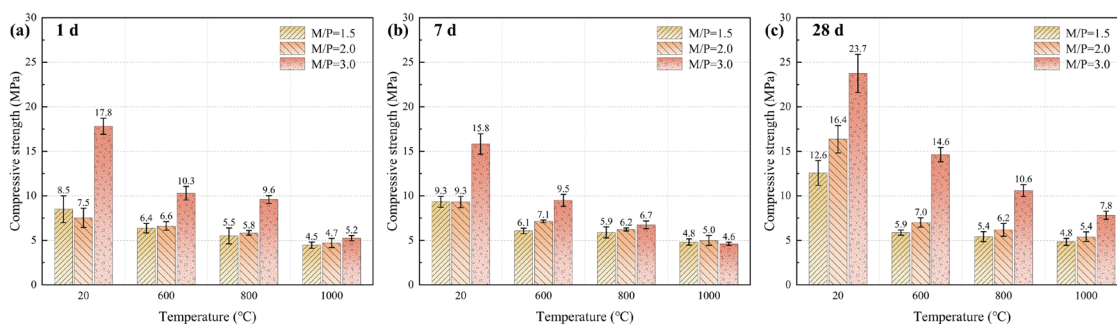 (a) 1 d
M/P=1.5
M/P=2.0
M/P=3.0
Compressive strength (MPa)
30
25
20
15
10
5
0
8.5 7.5 17.8
6.4 6.6 10.3
5.5 5.8 9.6
4.5 4.7 5.2
20 600 800 1000
Temperature (℃)
(b) 7 d
M/P=1.5
M/P=2.0
M/P=3.0
Compressive strength (MPa)
30
25
20
15
10
5
0
9.3 9.3 15.8
6.1 7.1 9.5
5.9 6.2 6.7
4.8 5.0 4.6
20 600 800 1000
Temperature (℃)
(c) 28 d
M/P=1.5
M/P=2.0
M/P=3.0
Compressive strength (MPa)
30
25
20
15
10
5
0
12.6 16.4 23.7
5.9 7.0 14.6
5.4 6.2 10.6
4.8 5.4 7.8
20 600 800 1000
Temperature (℃)